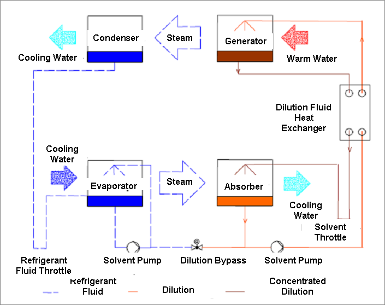 Condenser
Steam
Generator
Cooling Water
Warm Water
Dilution Fluid
Heat
Exchanger
Cooling
Water
Evaporator
Steam
Absorber
Cooling
Water
Solvent
Throttle
Refrigerant
Fluid Throttle
Solvent Pump
Dilution Bypass
Solvent Pump
Refrigerant
Fluid
Dilution
Concentrated
Dilution